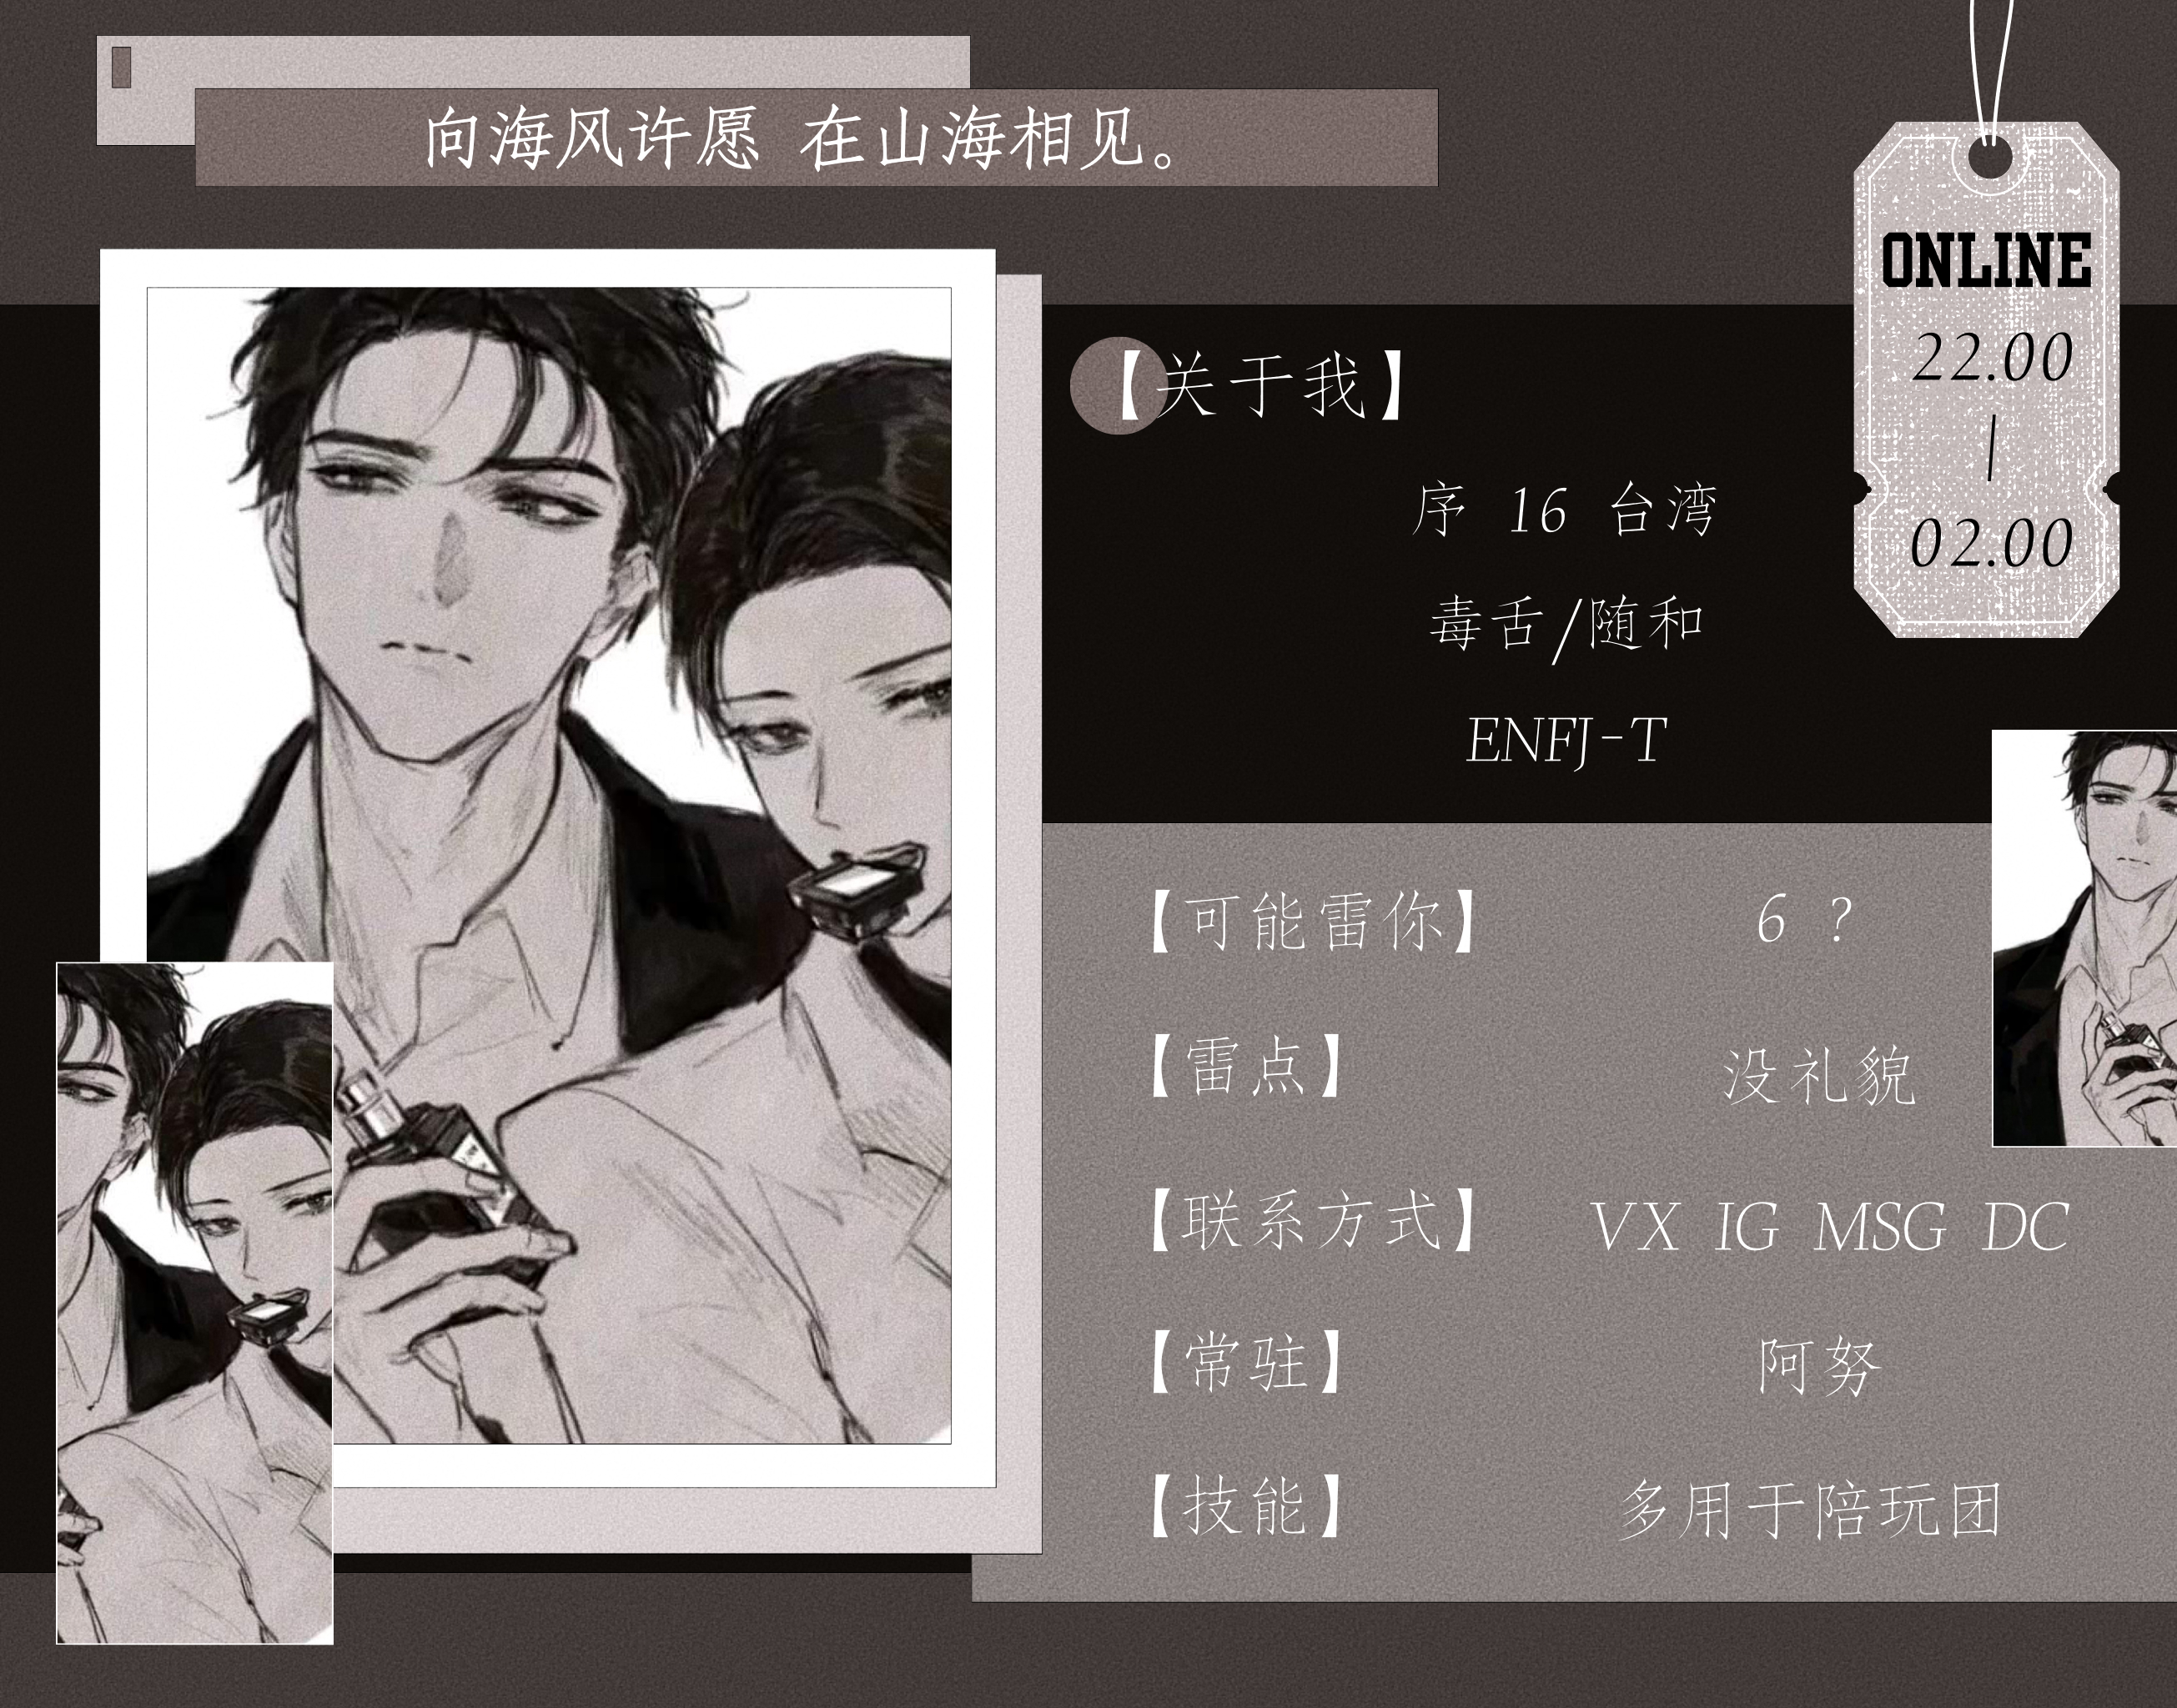 向海风许愿 在山海相见。
ONLINE
22.00
|
02.00
【关于我】
序 16 台湾
毒舌/随和
ENFJ-T
【可能雷你】 6 ?
【雷点】 没礼貌
【联系方式】 VX IG MSG DC
【常驻】 阿努
【技能】 多用于陪玩团